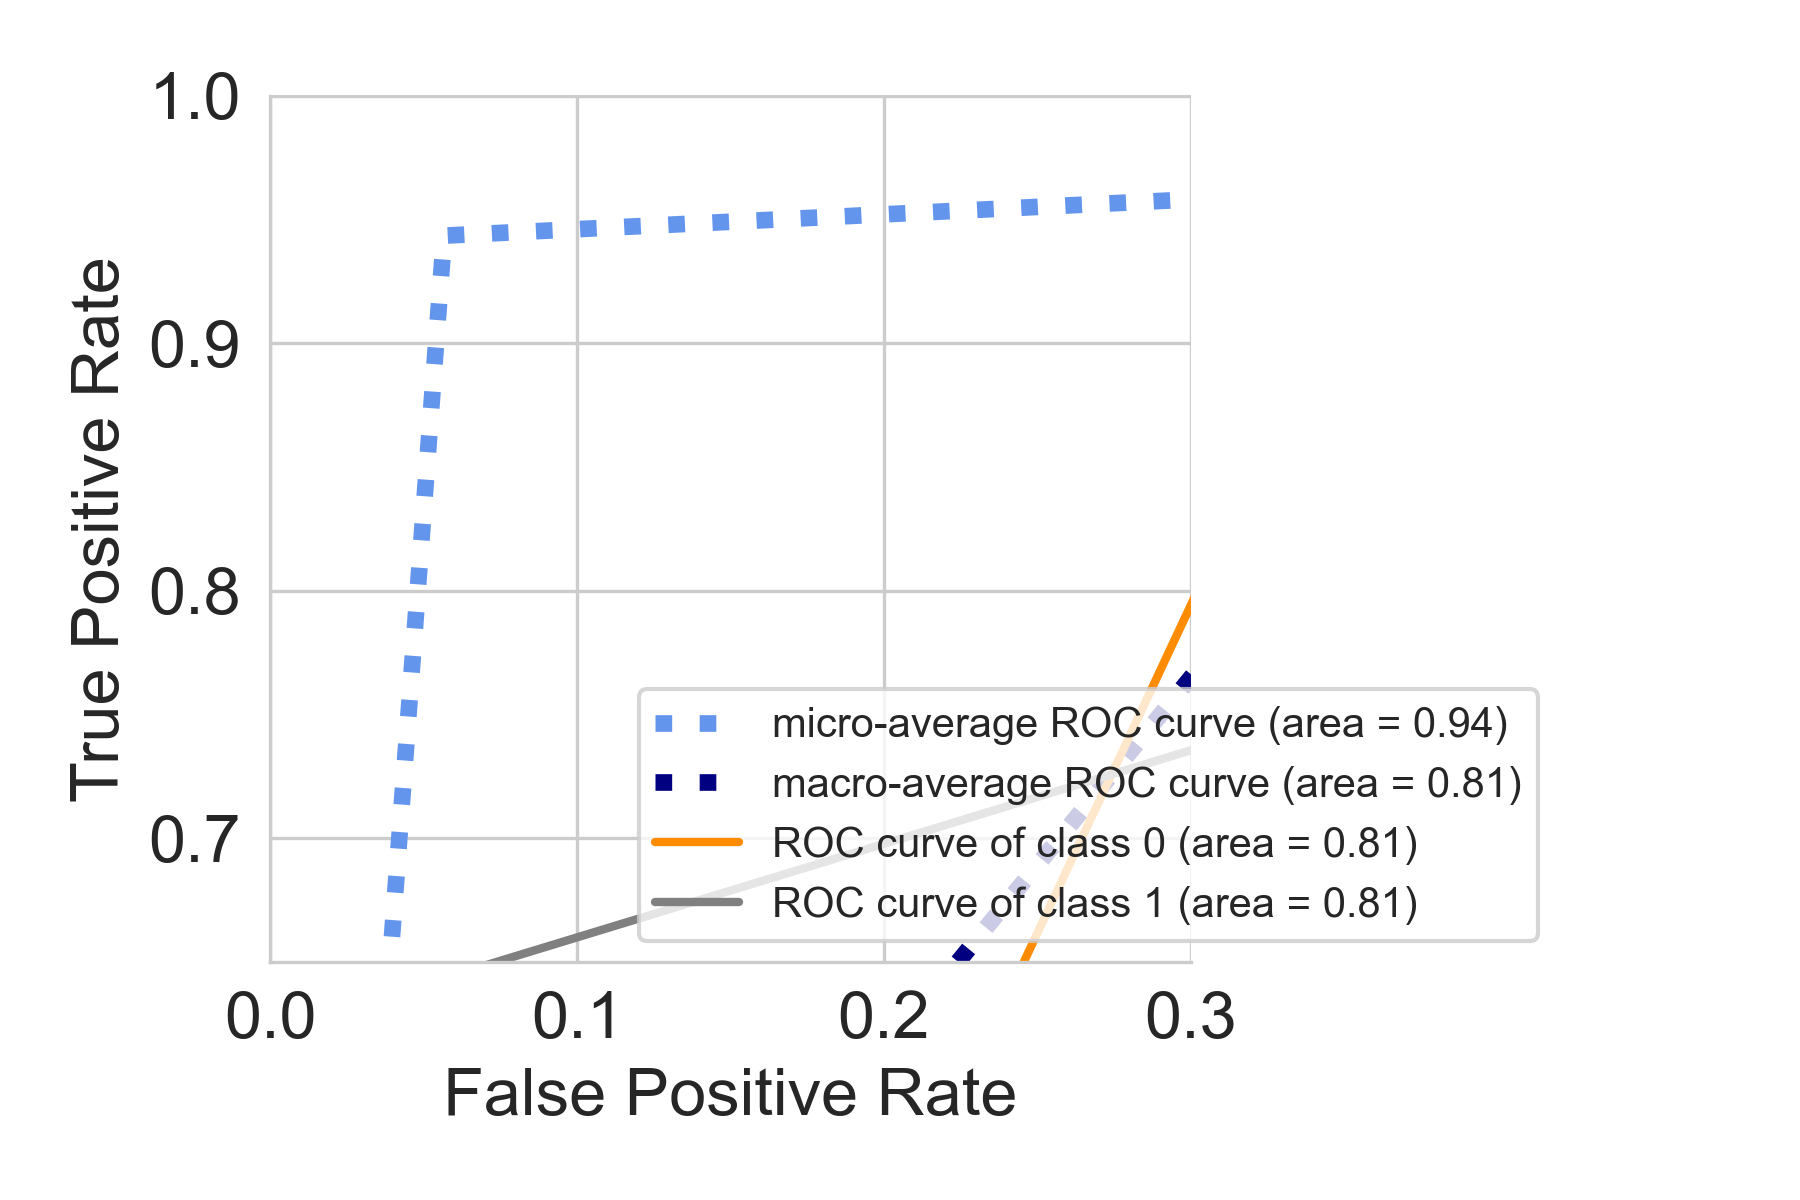 True Positive Rate
1.0
0.9
0.8
0.7
micro-average ROC curve (area = 0.94)
macro-average ROC curve (area = 0.81)
ROC curve of class 0 (area = 0.81)
ROC curve of class 1 (area = 0.81)
0.0 0.1 0.2 0.3
False Positive Rate